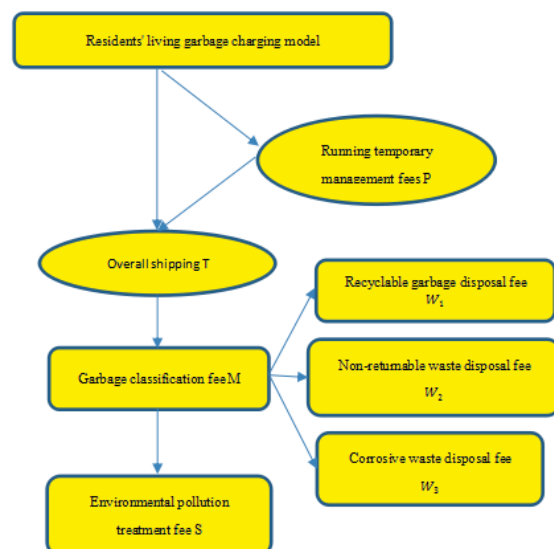 Residents' living garbage charging model
Running temporary
management fees P
Overall shipping T
Recyclable garbage disposal fee
W₁
Garbage classification fee M
Non-returnable waste disposal fee
W₂
Corrosive waste disposal fee
W₃
Environmental pollution
treatment fee S